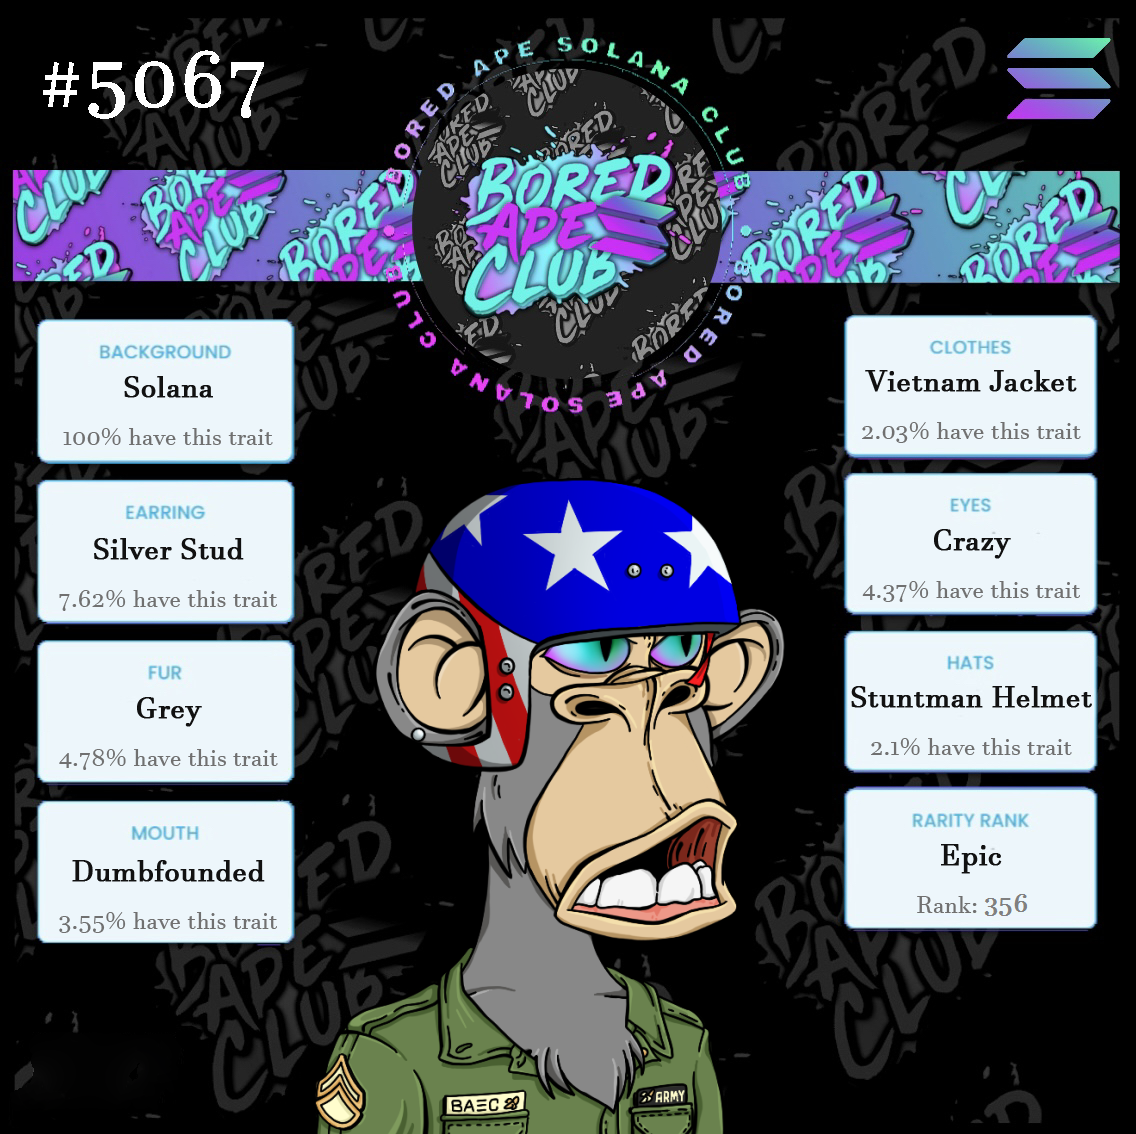 #5067
BORED APE SOLANA CLUB
BORED APE SOLANA CLUB
BORED
APE
CLUB
BACKGROUND
Solana
100% have this trait
EARRING
Silver Stud
7.62% have this trait
FUR
Grey
4.78% have this trait
MOUTH
Dumbfounded
3.55% have this trait
CLOTHES
Vietnam Jacket
2.03% have this trait
EYES
Crazy
4.37% have this trait
HATS
Stuntman Helmet
2.1% have this trait
RARITY RANK
Epic
Rank: 356
ARMY